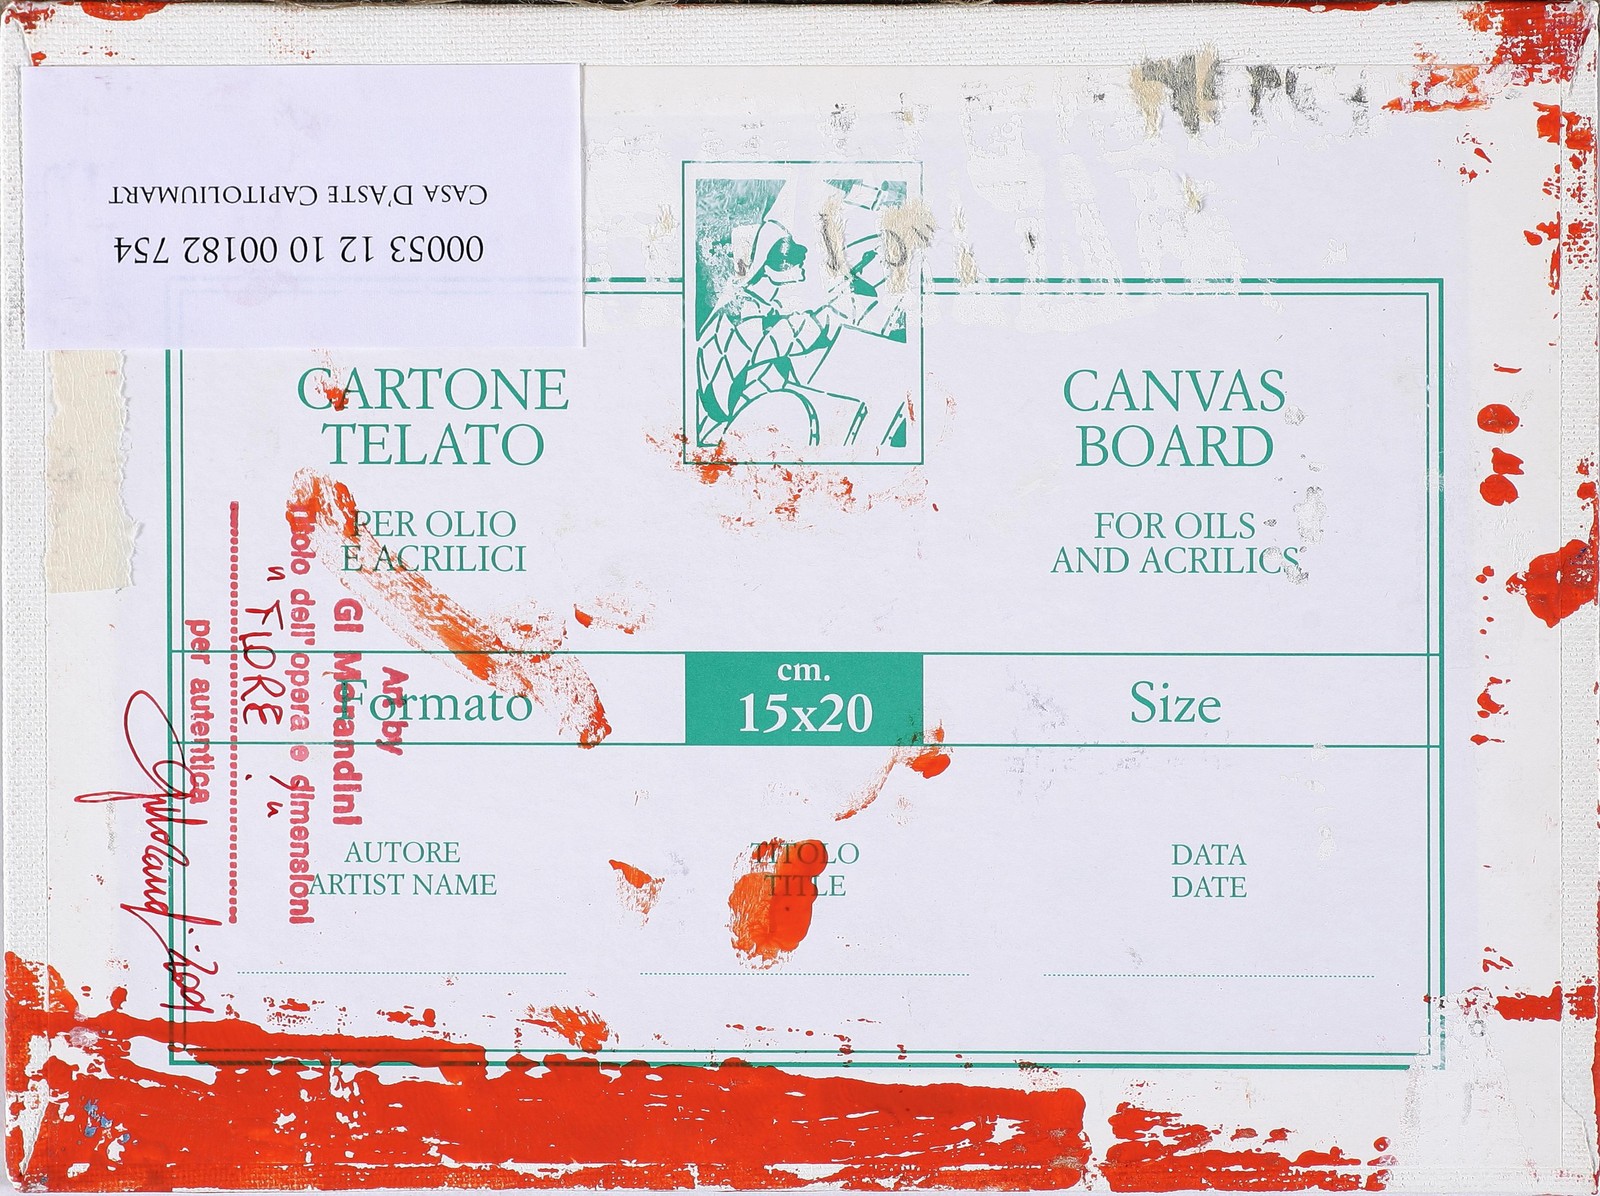 CASA D'ASTE CAPITOLIUMART
00053 12 10 00182 754
CARTONE
TELATO
PER OLIO
E ACRILICI
CANVAS
BOARD
FOR OILS
AND ACRILICS
Formato
cm.
15x20
Size
AUTORE
ARTIST NAME
TITOLO
TITLE
DATA
DATE
Art by
GI Morandini
titolo dell'opera e dimensioni
" FIORE "
per autentica